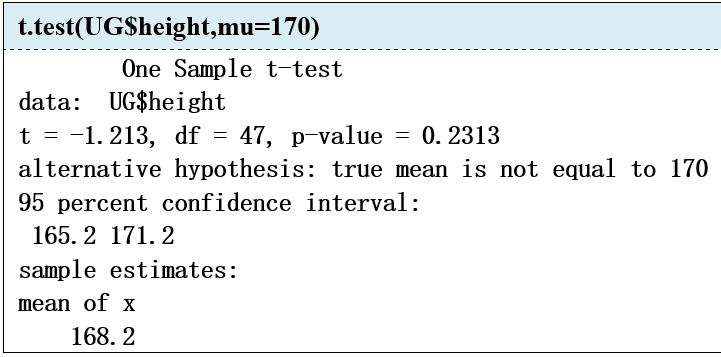 t.test(UG$height,mu=170)
One Sample t-test
data: UG$height
t = -1.213, df = 47, p-value = 0.2313
alternative hypothesis: true mean is not equal to 170
95 percent confidence interval:
165.2 171.2
sample estimates:
mean of x
168.2